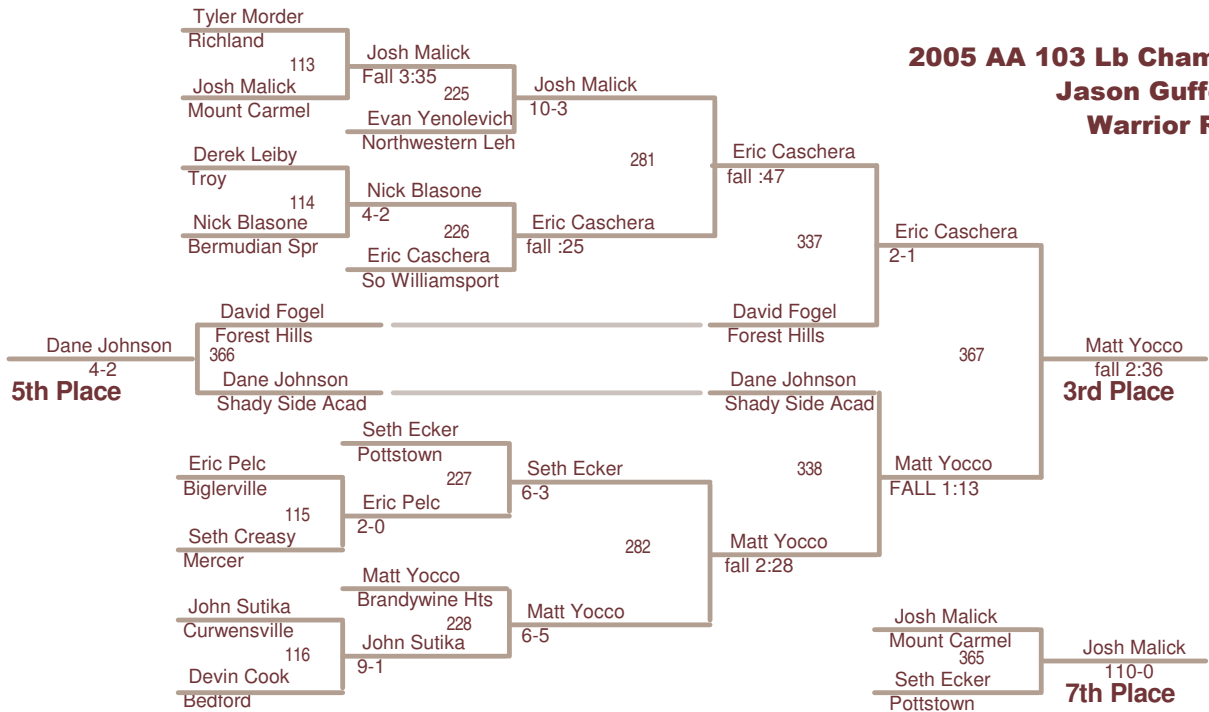 Tyler Morder
Richland
113
Josh Malick
Mount Carmel
Josh Malick
Fall 3:35
225
Evan Yenolevich
Northwestern Leh
Josh Malick
10-3
Derek Leiby
Troy
114
Nick Blasone
Bermudian Spr
Nick Blasone
4-2
226
Eric Caschera
So Williamsport
Eric Caschera
fall :25
281
Eric Caschera
fall :47
337
David Fogel
Forest Hills
Eric Caschera
2-1
2005 AA 103 Lb Cham
Jason Guff
Warrior
David Fogel
Forest Hills
366
Dane Johnson
Shady Side Acad
Dane Johnson
4-2
5th Place
Dane Johnson
Shady Side Acad
367
Matt Yocco
fall 2:36
3rd Place
Seth Ecker
Pottstown
227
Eric Pelc
Biglerville
115
Seth Creasy
Mercer
Eric Pelc
2-0
Seth Ecker
6-3
338
Matt Yocco
FALL 1:13
282
Matt Yocco
fall 2:28
Matt Yocco
Brandywine Hts
228
John Sutika
Curwensville
116
Devin Cook
Bedford
John Sutika
9-1
Matt Yocco
6-5
Josh Malick
Mount Carmel
365
Seth Ecker
Pottstown
Josh Malick
110-0
7th Place